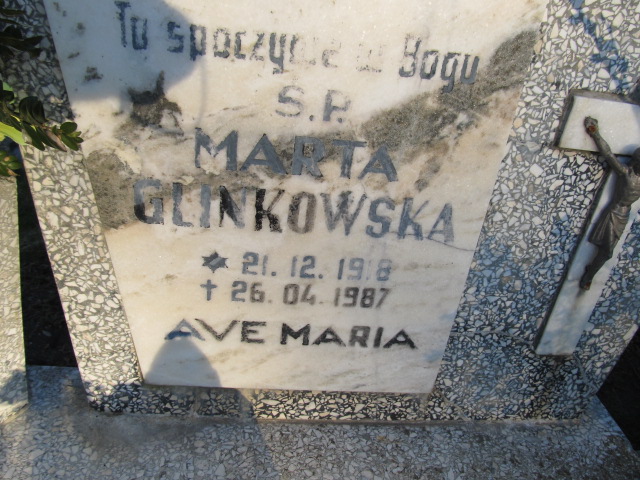 Tu spoczywa w Bogu
Ś.P.
MARTA
GLINKOWSKA
* 21. 12. 1918
† 26. 04. 1987
AVE MARIA